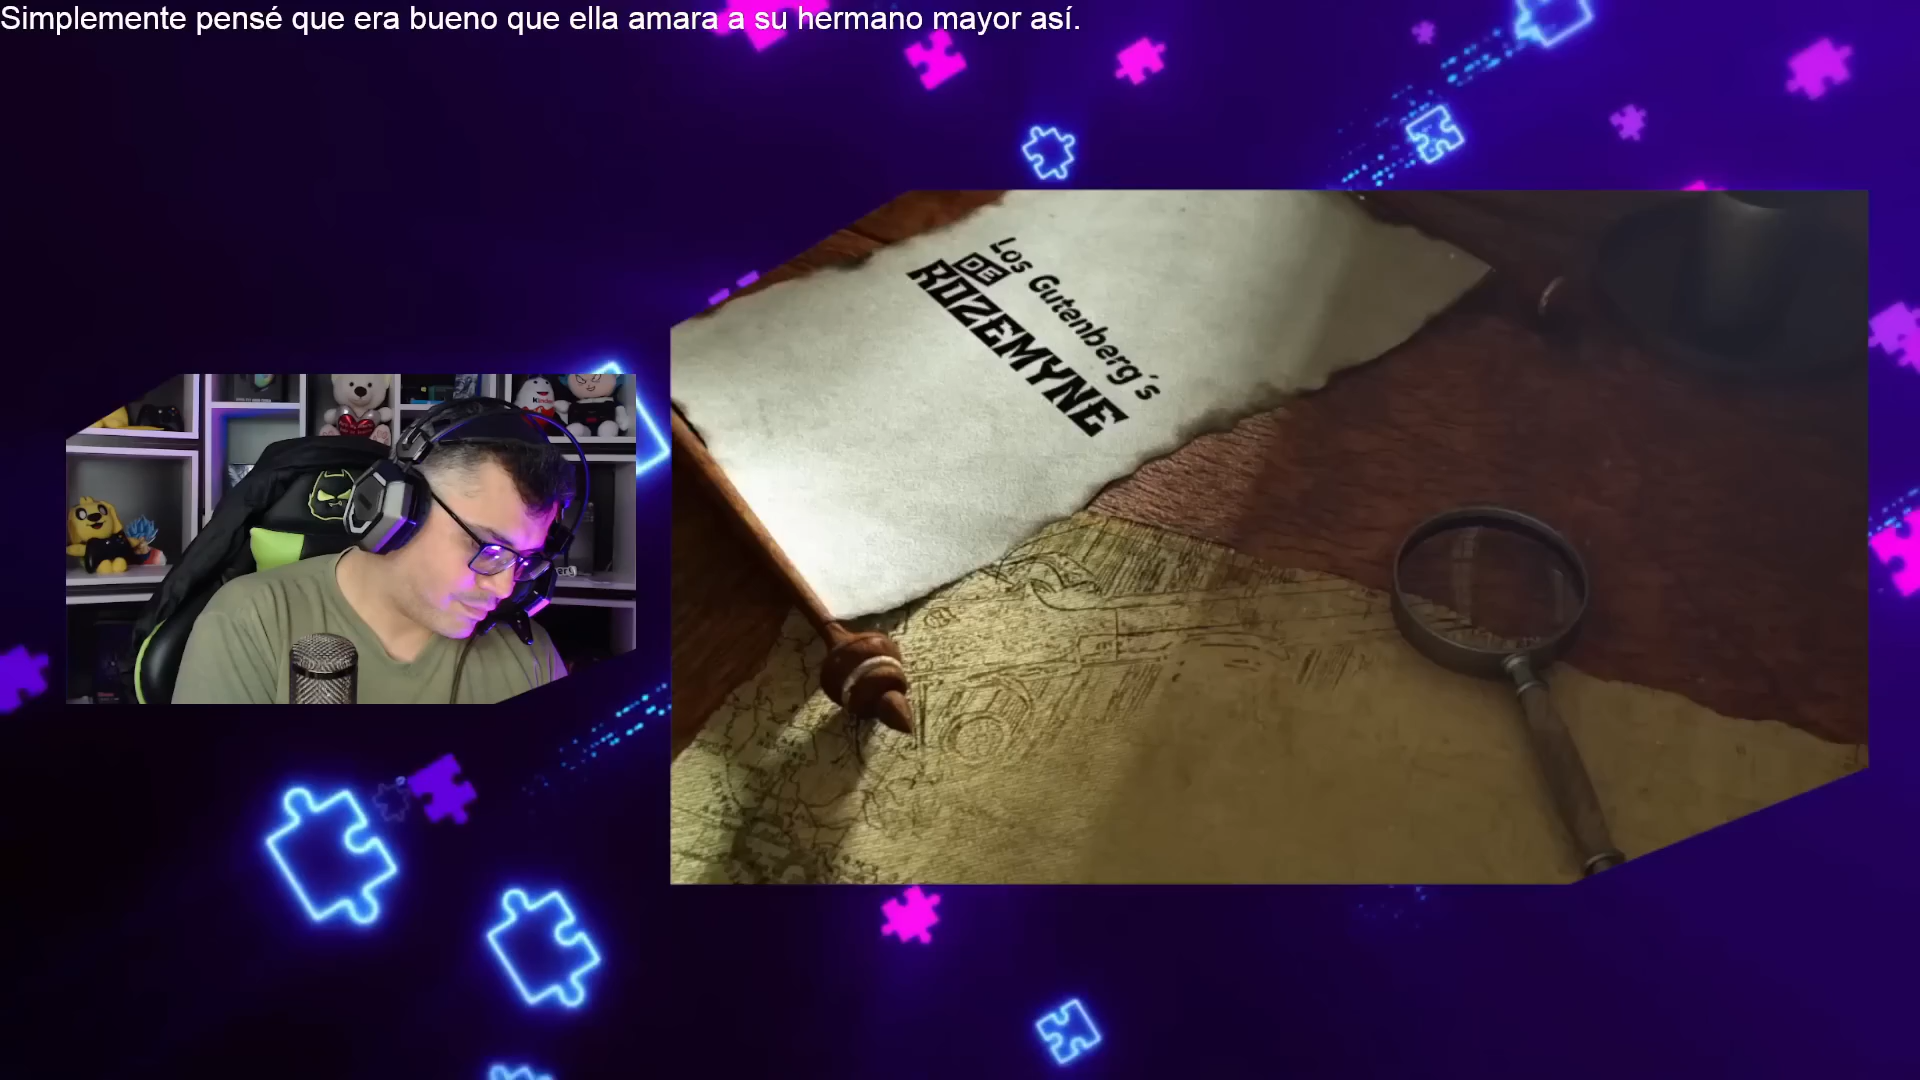 Simplemente pensé que era bueno que ella amara a su hermano mayor así.
Los Gutenberg´s
DE
ROZEMYNE